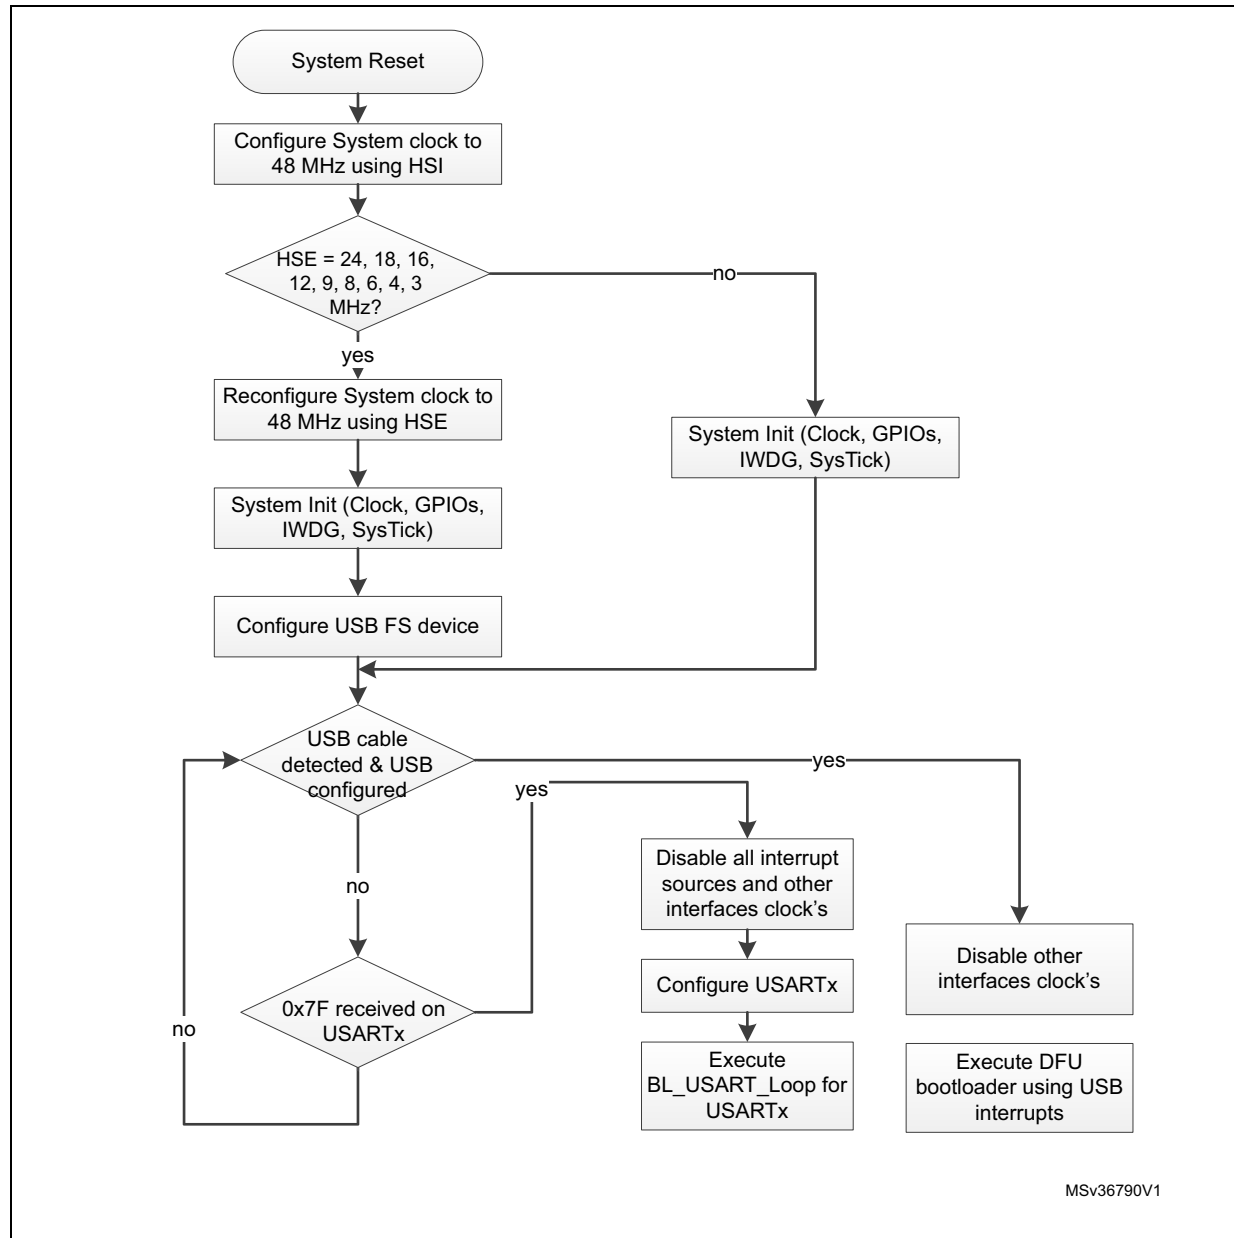 System Reset
Configure System clock to
48 MHz using HSI
HSE = 24, 18, 16,
12, 9, 8, 6, 4, 3
MHz?
no
yes
Reconfigure System clock to
48 MHz using HSE
System Init (Clock, GPIOs,
IWDG, SysTick)
System Init (Clock, GPIOs,
IWDG, SysTick)
Configure USB FS device
USB cable
detected & USB
configured
yes
yes
no
Disable all interrupt
sources and other
interfaces clock's
Disable other
interfaces clock's
Configure USARTx
0x7F received on
USARTx
no
Execute
BL_USART_Loop for
USARTx
Execute DFU
bootloader using USB
interrupts
MSv36790V1